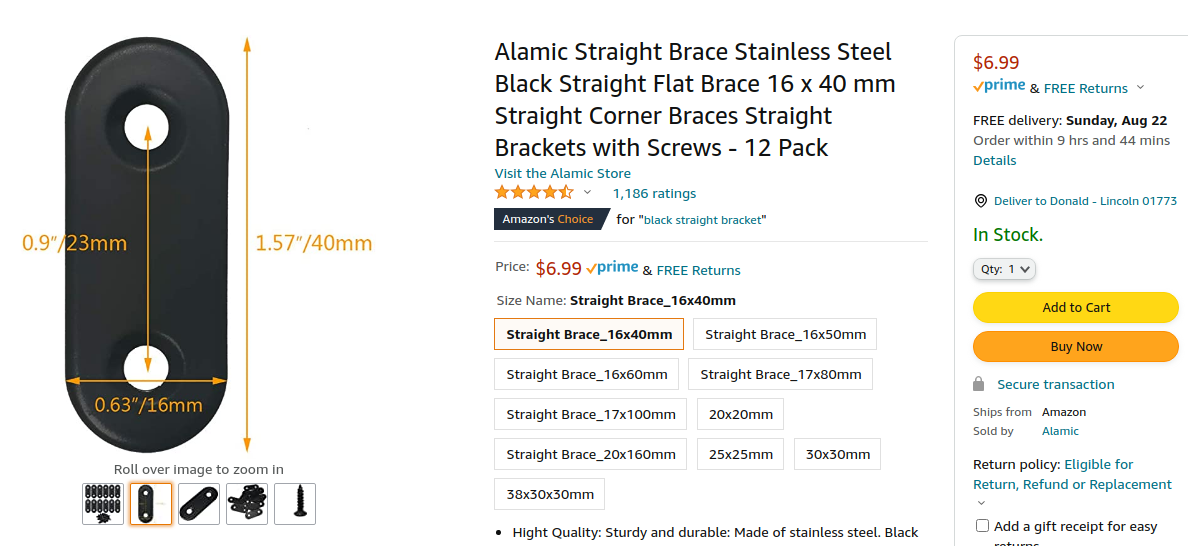 0.9"/23mm
1.57"/40mm
0.63"/16mm
Roll over image to zoom in
Alamic Straight Brace Stainless Steel
Black Straight Flat Brace 16 x 40 mm
Straight Corner Braces Straight
Brackets with Screws - 12 Pack
Visit the Alamic Store
1,186 ratings
Amazon's Choice for "black straight bracket"
Price: $6.99 prime & FREE Returns
Size Name: Straight Brace_16x40mm
Straight Brace_16x40mm Straight Brace_16x50mm
Straight Brace_16x60mm Straight Brace_17x80mm
Straight Brace_17x100mm 20x20mm
Straight Brace_20x160mm 25x25mm 30x30mm
38x30x30mm
• Hight Quality: Sturdy and durable: Made of stainless steel. Black
$6.99
prime & FREE Returns
FREE delivery: Sunday, Aug 22
Order within 9 hrs and 44 mins
Details
Deliver to Donald - Lincoln 01773
In Stock.
Qty: 1
Add to Cart
Buy Now
Secure transaction
Ships from Amazon
Sold by Alamic
Return policy: Eligible for
Return, Refund or Replacement
Add a gift receipt for easy
returns